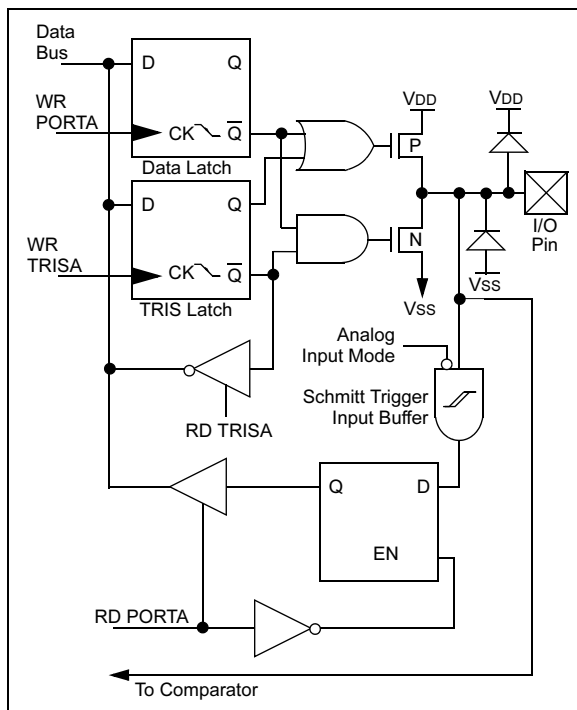 Data
Bus
D
Q
VDD
VDD
WR
PORTA
CK
Q
P
Data Latch
D
Q
I/O
Pin
WR
TRISA
CK
Q
N
VSS
TRIS Latch
VSS
Analog
Input Mode
Schmitt Trigger
Input Buffer
RD TRISA
Q
D
EN
RD PORTA
To Comparator